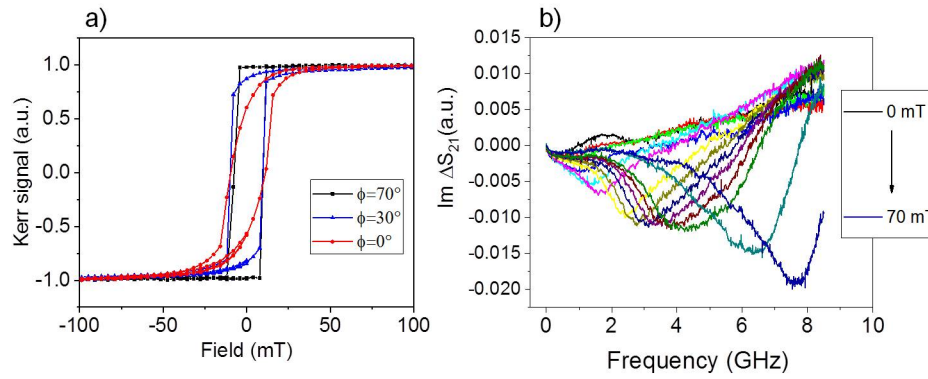 a)
Kerr signal (a.u.)
1.0
0.5
0.0
-0.5
-1.0
ϕ=70°
ϕ=30°
ϕ=0°
-100
-50
0
50
100
Field (mT)
b)
Im ΔS21(a.u.)
0.015
0.010
0.005
0.000
-0.005
-0.010
-0.015
-0.020
0 mT
70 mT
0
2
4
6
8
10
Frequency (GHz)